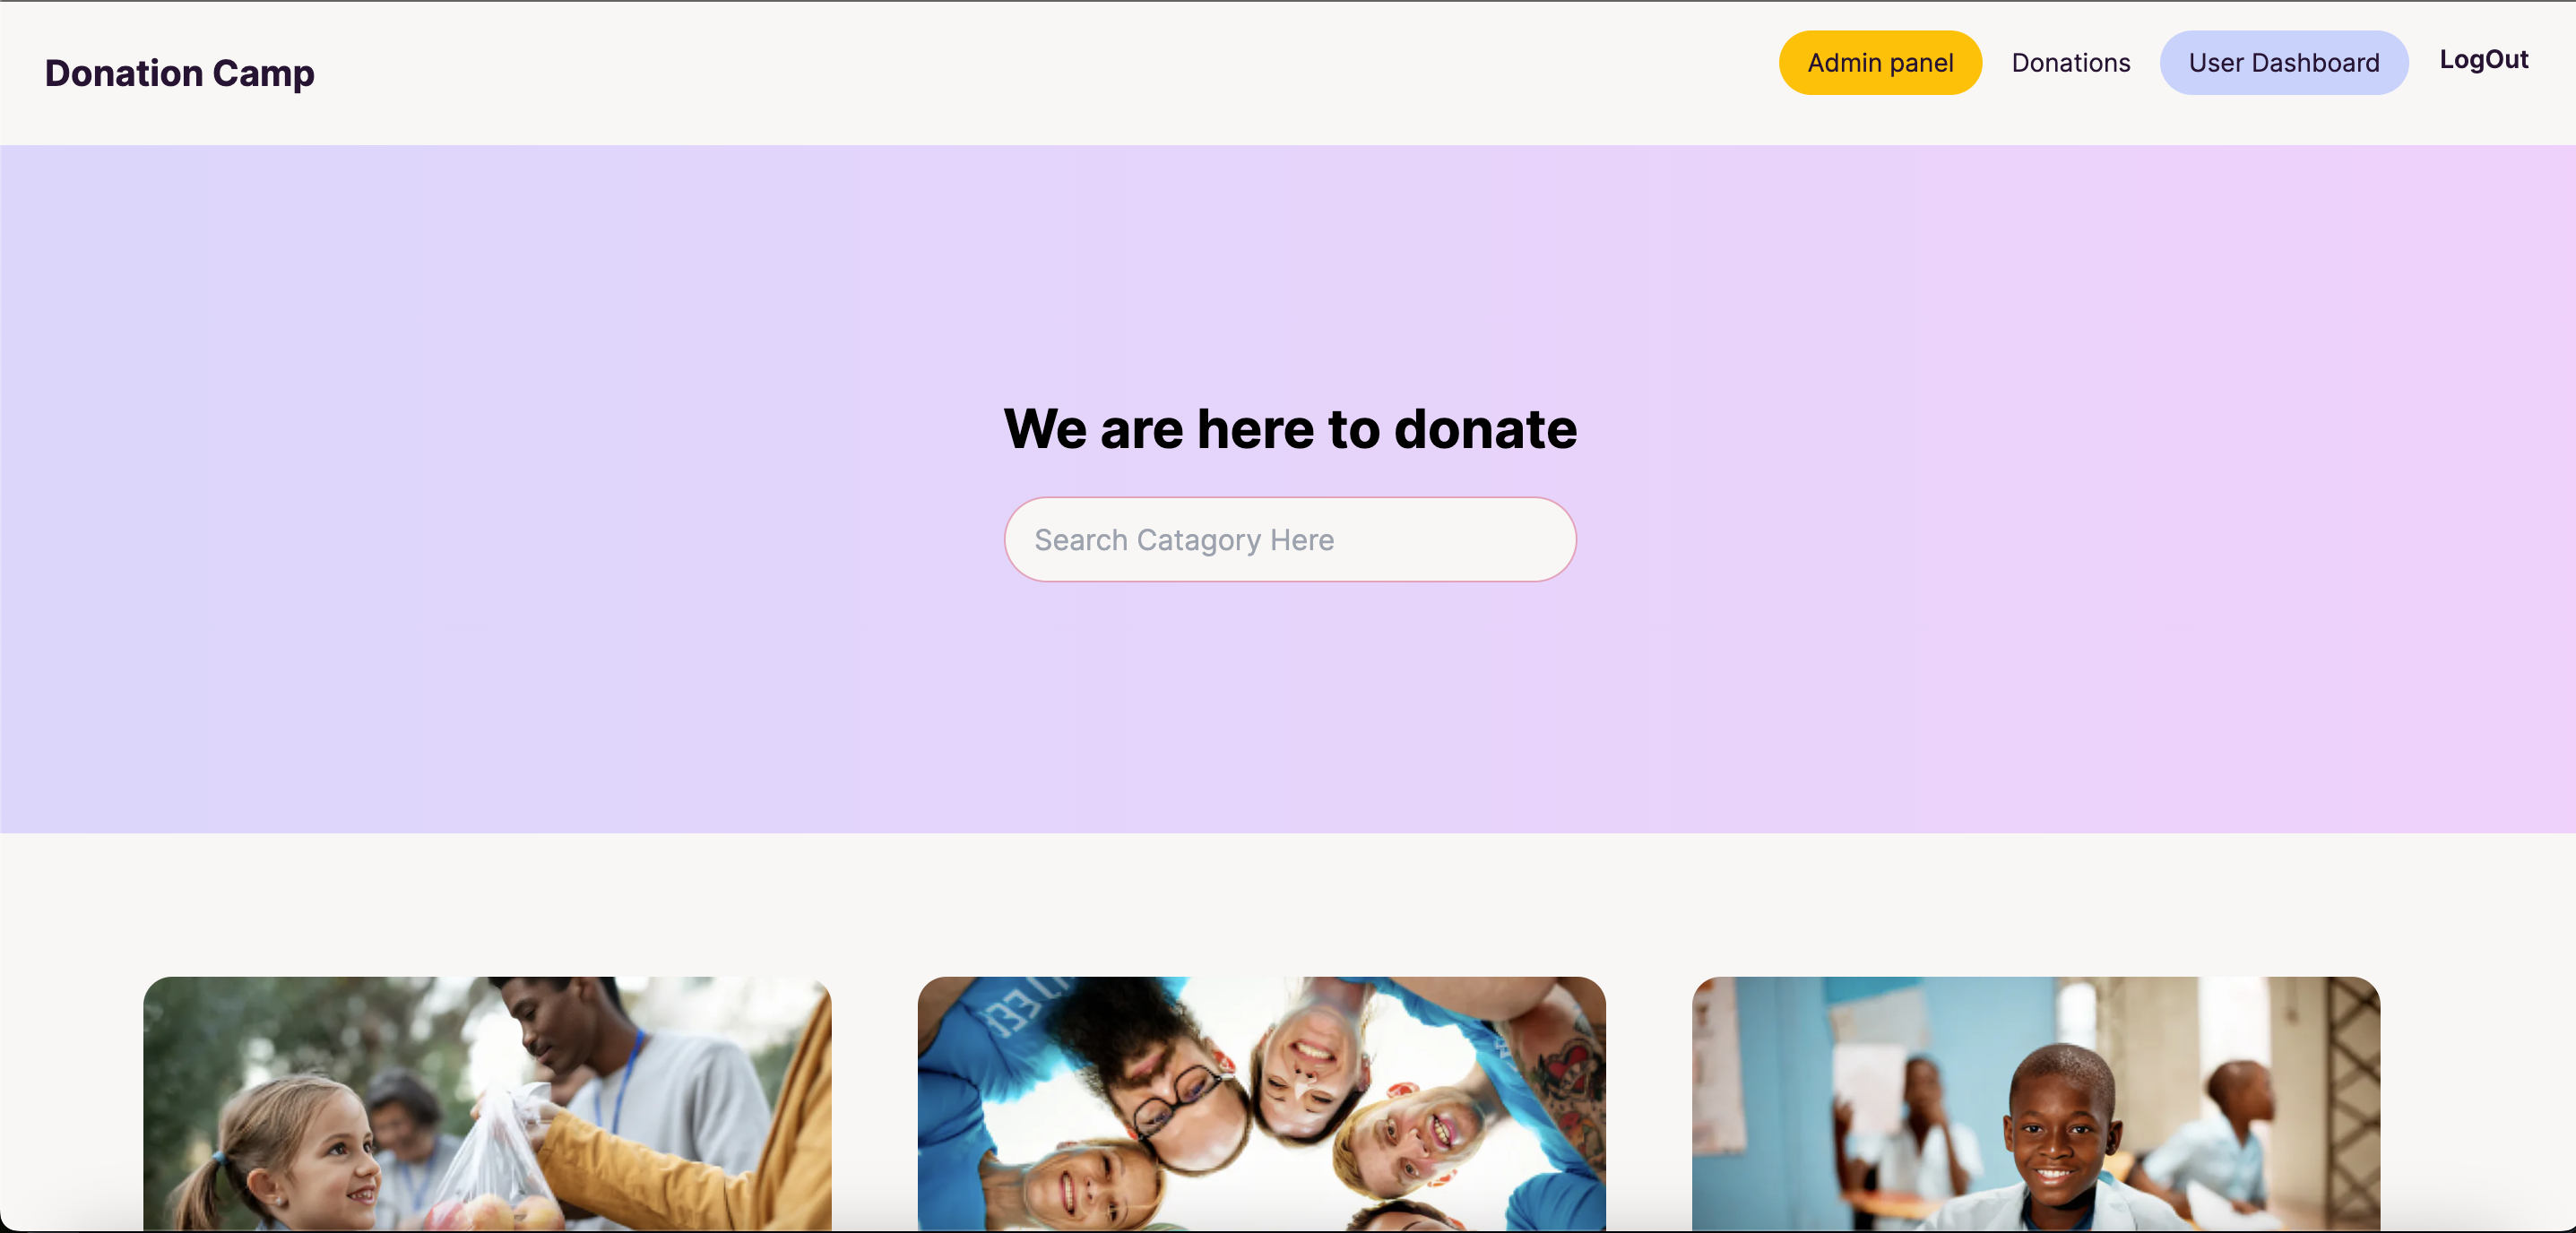 Donation Camp
Admin panel
Donations
User Dashboard
LogOut
We are here to donate
Search Catagory Here